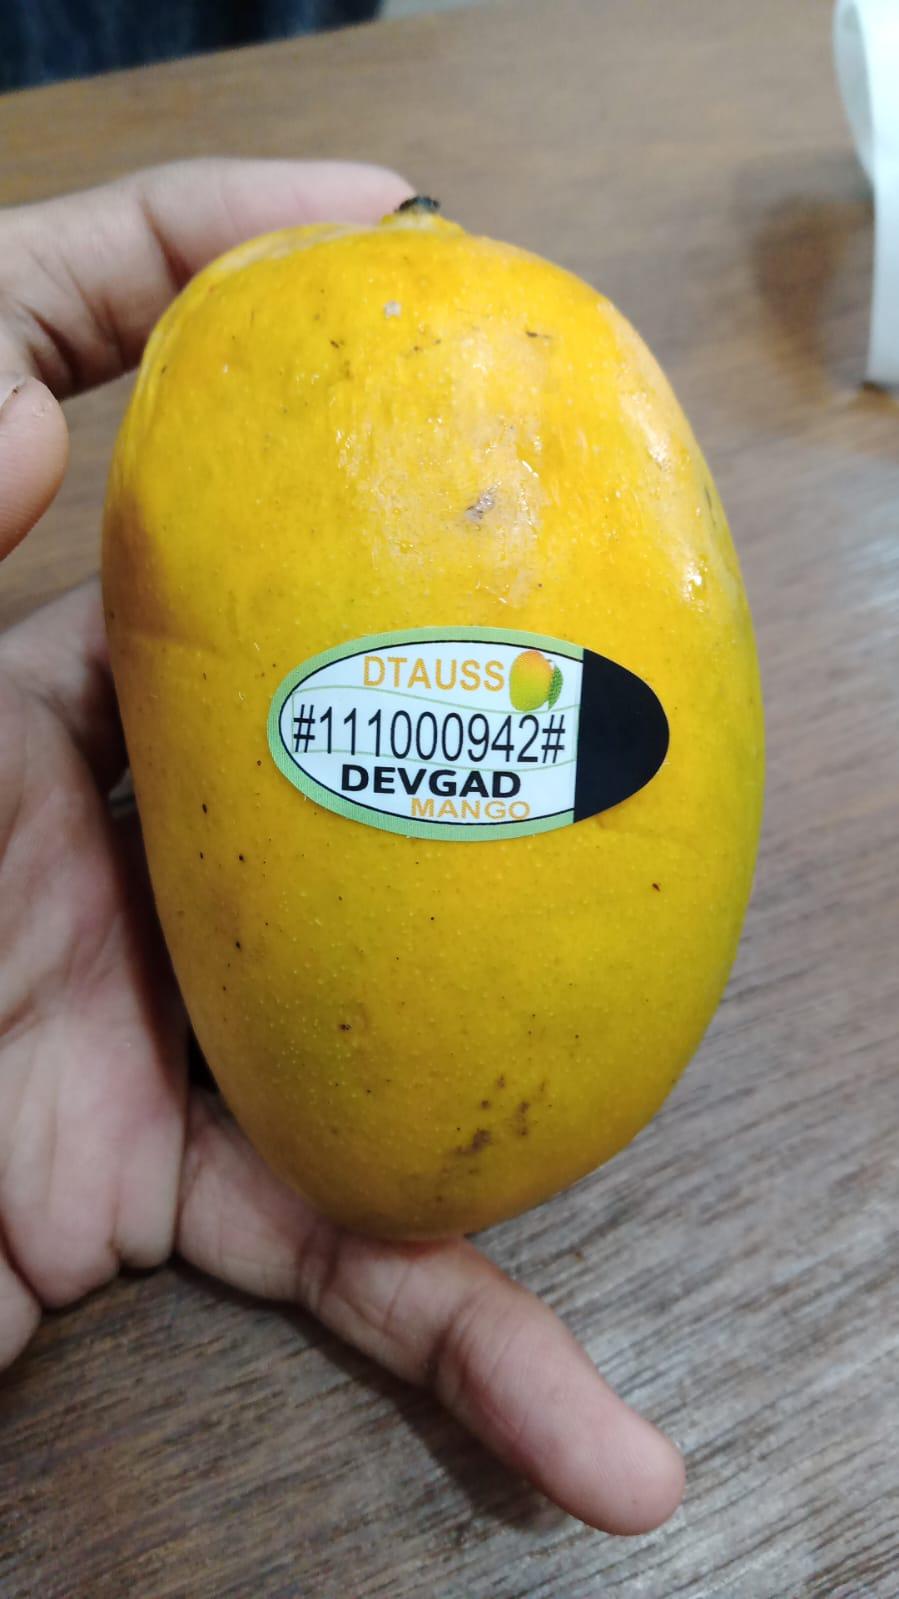 DTAUSS
#111000942#
DEVGAD
MANGO